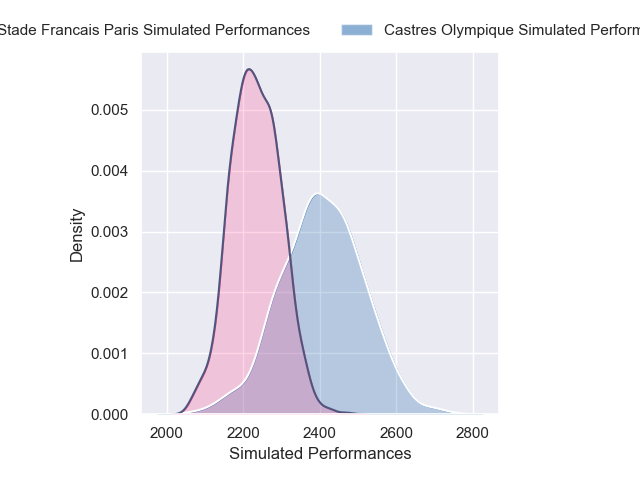 Stade Francais Paris Simulated Performances
Castres Olympique Simulated
0.005
0.004
0.003
0.002
0.001
0.000
Density
2000 2200 2400 2600 2800
Simulated Performances